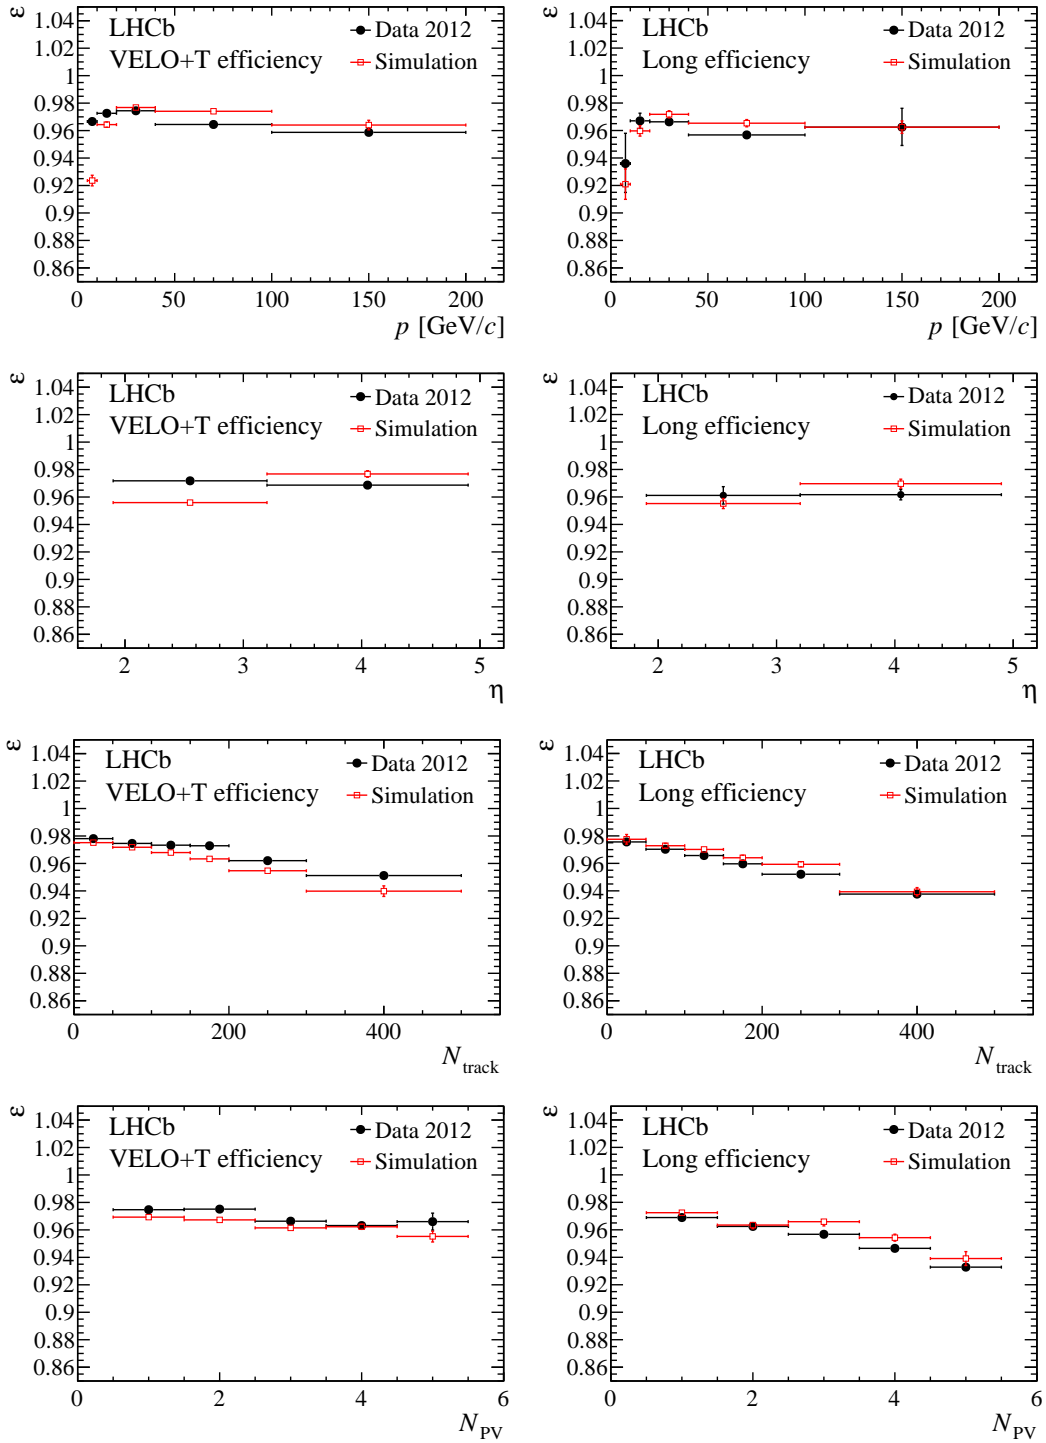 ε
1.04
1.02
1
0.98
0.96
0.94
0.92
0.9
0.88
0.86
LHCb
VELO+T efficiency
Data 2012
Simulation
0 50 100 150 200
p [GeV/c]
ε
1.04
1.02
1
0.98
0.96
0.94
0.92
0.9
0.88
0.86
LHCb
Long efficiency
Data 2012
Simulation
0 50 100 150 200
p [GeV/c]
ε
1.04
1.02
1
0.98
0.96
0.94
0.92
0.9
0.88
0.86
LHCb
VELO+T efficiency
Data 2012
Simulation
2 3 4 5
η
ε
1.04
1.02
1
0.98
0.96
0.94
0.92
0.9
0.88
0.86
LHCb
Long efficiency
Data 2012
Simulation
2 3 4 5
η
ε
1.04
1.02
1
0.98
0.96
0.94
0.92
0.9
0.88
0.86
LHCb
VELO+T efficiency
Data 2012
Simulation
0 200 400
N_track
ε
1.04
1.02
1
0.98
0.96
0.94
0.92
0.9
0.88
0.86
LHCb
Long efficiency
Data 2012
Simulation
0 200 400
N_track
ε
1.04
1.02
1
0.98
0.96
0.94
0.92
0.9
0.88
0.86
LHCb
VELO+T efficiency
Data 2012
Simulation
0 2 4 6
N_PV
ε
1.04
1.02
1
0.98
0.96
0.94
0.92
0.9
0.88
0.86
LHCb
Long efficiency
Data 2012
Simulation
0 2 4 6
N_PV